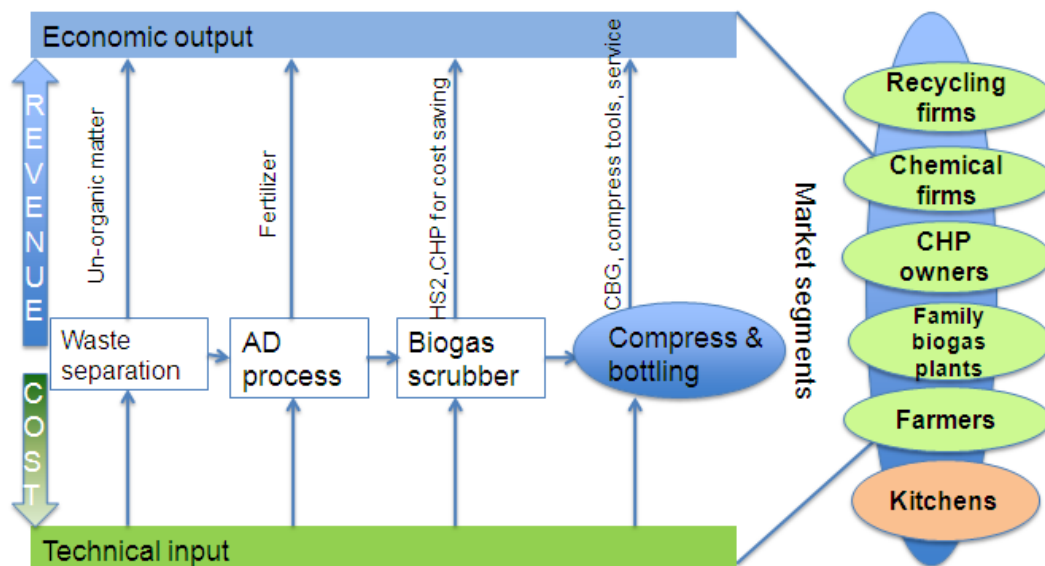 Economic output
REVENUE
COST
Un-organic matter
Fertilizer
HS2,CHP for cost saving
CBG, compress tools, service
Waste
separation
AD
process
Biogas
scrubber
Compress &
bottling
Technical input
Market segments
Recycling
firms
Chemical
firms
CHP
owners
Family
biogas
plants
Farmers
Kitchens